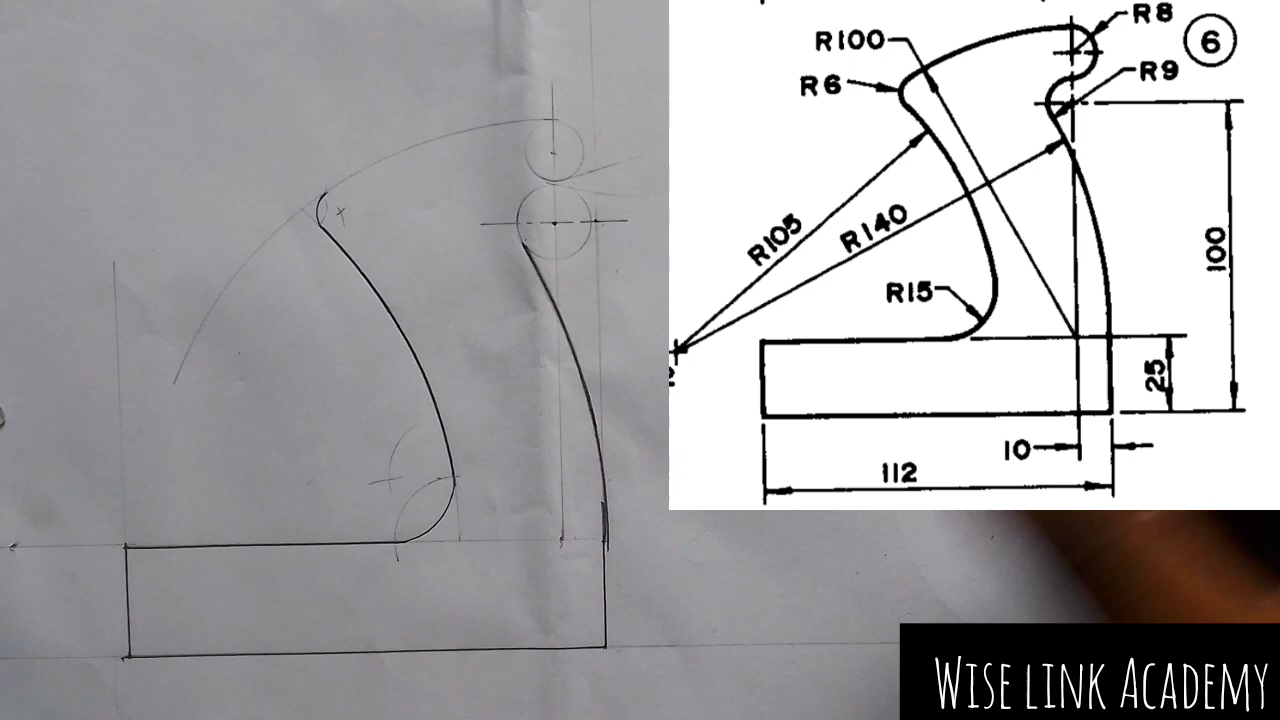 R8
6
R100
R9
R6
R105
R140
100
R15
25
10
112
WISE LINK ACADEMY